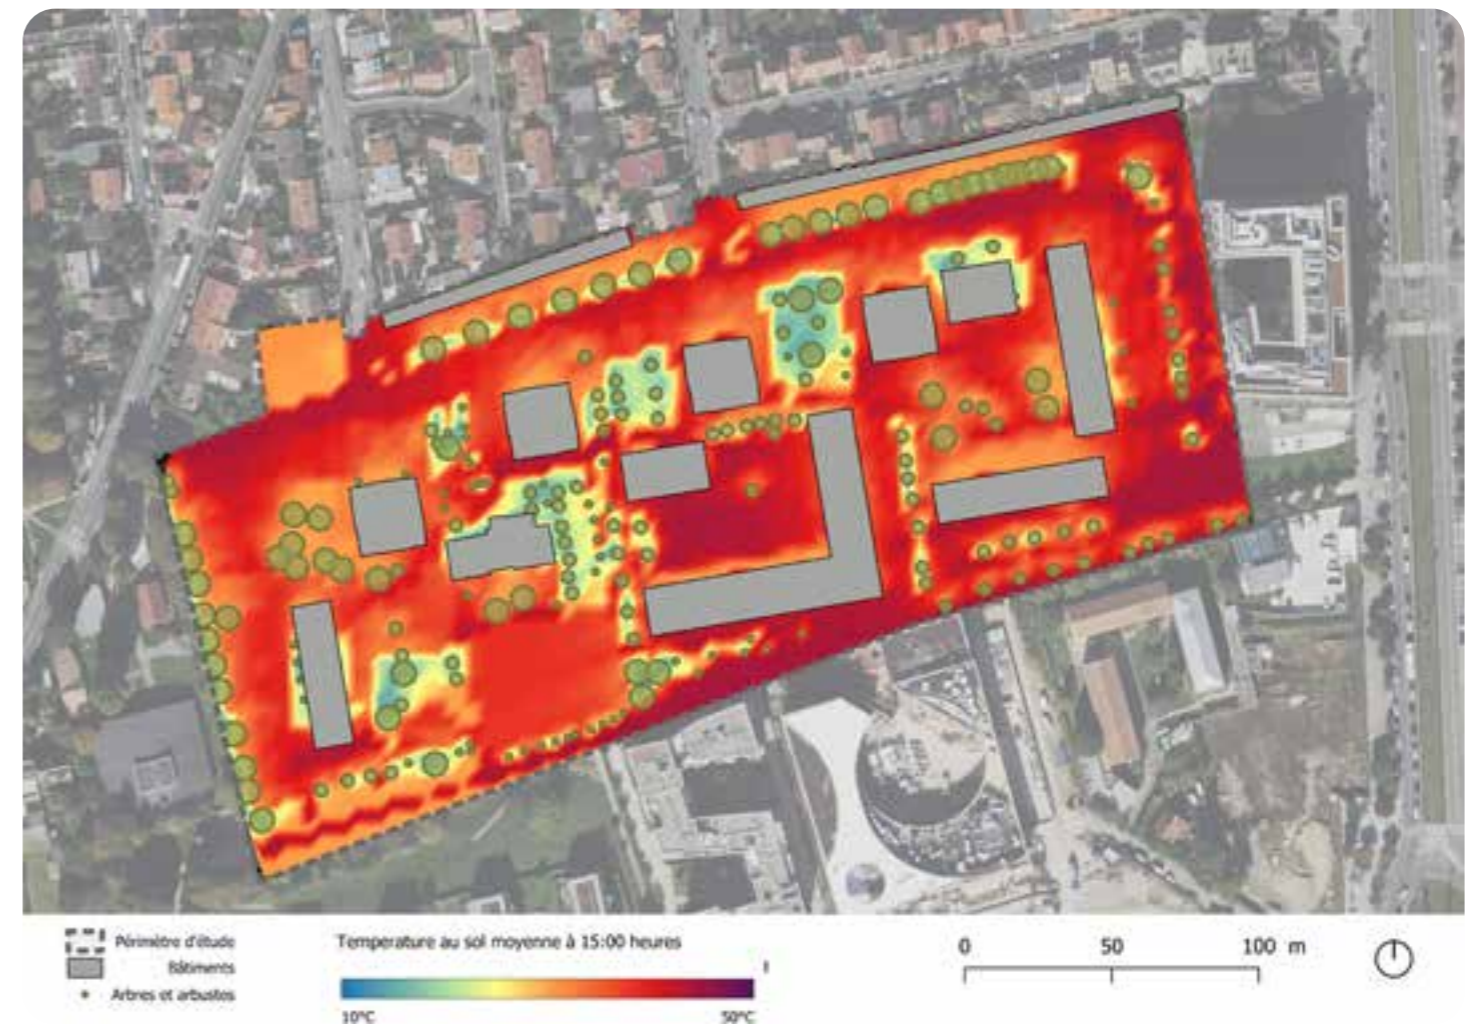 Périmètre d'étude
Bâtiments
Arbres et arbustes
Temperature au sol moyenne à 15:00 heures
10°C
50°C
0 50 100 m